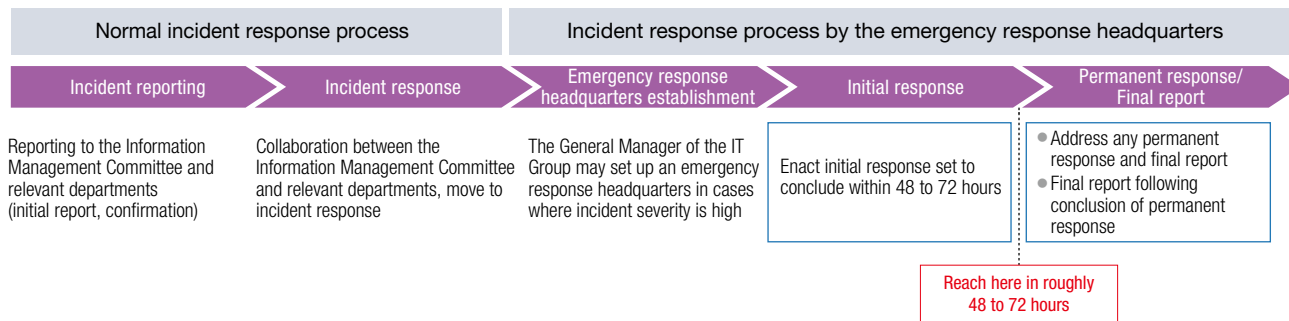 Normal incident response process
Incident response process by the emergency response headquarters
Incident reporting
Incident response
Emergency response
headquarters establishment
Initial response
Permanent response/
Final report
Reporting to the Information
Management Committee and
relevant departments
(initial report, confirmation)
Collaboration between the
Information Management Committee
and relevant departments, move to
incident response
The General Manager of the IT
Group may set up an emergency
response headquarters in cases
where incident severity is high
Enact initial response set to
conclude within 48 to 72 hours
● Address any permanent
response and final report
● Final report following
conclusion of permanent
response
Reach here in roughly
48 to 72 hours